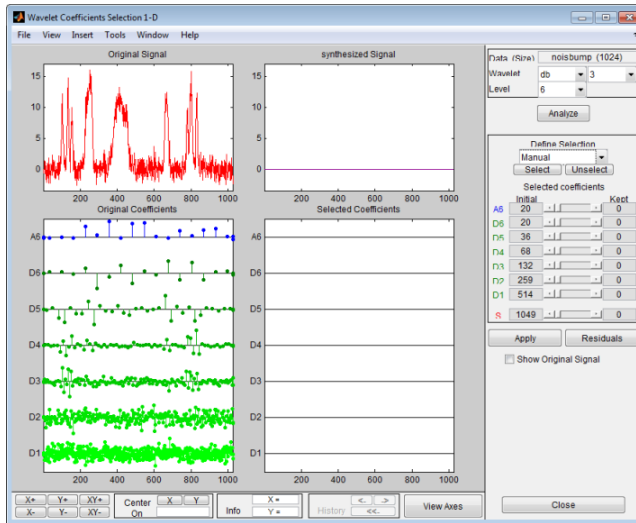 Wavelet Coefficients Selection 1-D
File View Insert Tools Window Help
Original Signal
15
10
5
0
200 400 600 800 1000
synthesized Signal
15
10
5
0
200 400 600 800 1000
Original Coefficients
A6
D6
D5
D4
D3
D2
D1
200 400 600 800 1000
Selected Coefficients
A6
D6
D5
D4
D3
D2
D1
200 400 600 800 1000
Data (Size) noisbump (1024)
Wavelet db 3
Level 6
Analyze
Define Selection
Manual
Select Unselect
Selected coefficients
Initial Kept
A6 20 0
D6 20 0
D5 36 0
D4 68 0
D3 132 0
D2 259 0
D1 514 0
S 1049 0
Apply Residuals
Show Original Signal
Close
X+ Y+ XY+
X- Y- XY-
Center On X Y
Info X = Y =
History <- -> <<-
View Axes